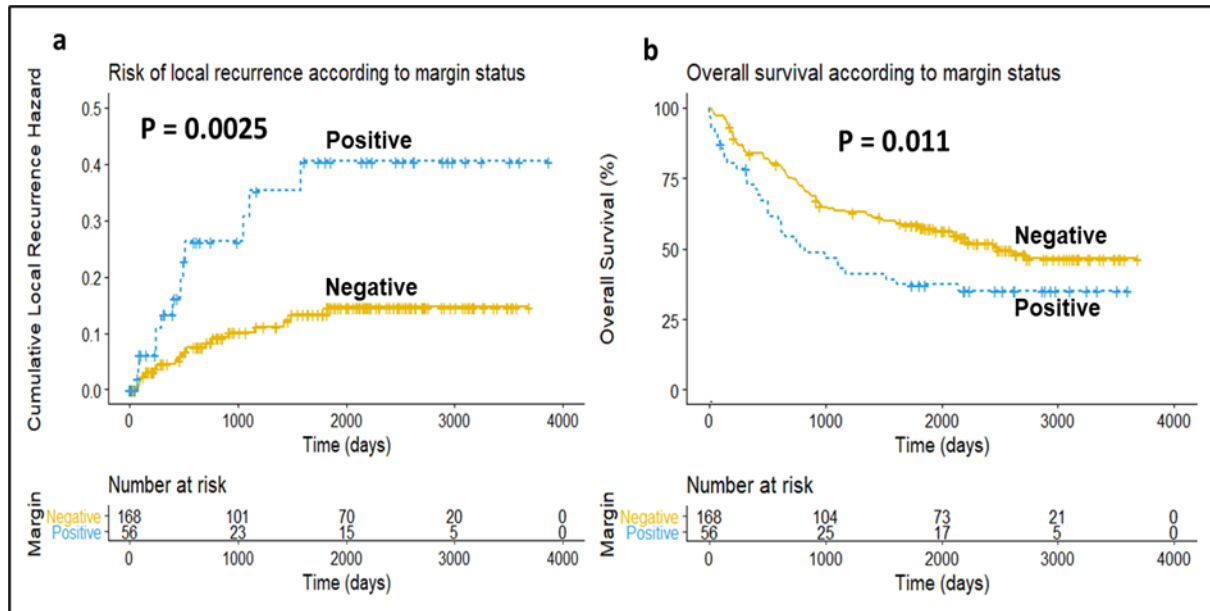 a
Risk of local recurrence according to margin status
Cumulative Local Recurrence Hazard
0.5
0.4
0.3
0.2
0.1
0.0
P = 0.0025
Positive
Negative
0 1000 2000 3000 4000
Time (days)
Number at risk
Margin
Negative 168 101 70 20 0
Positive 56 23 15 5 0
0 1000 2000 3000 4000
Time (days)
b
Overall survival according to margin status
Overall Survival (%)
100
75
50
25
0
P = 0.011
Negative
Positive
0 1000 2000 3000 4000
Time (days)
Number at risk
Margin
Negative 168 104 73 21 0
Positive 56 25 17 5 0
0 1000 2000 3000 4000
Time (days)